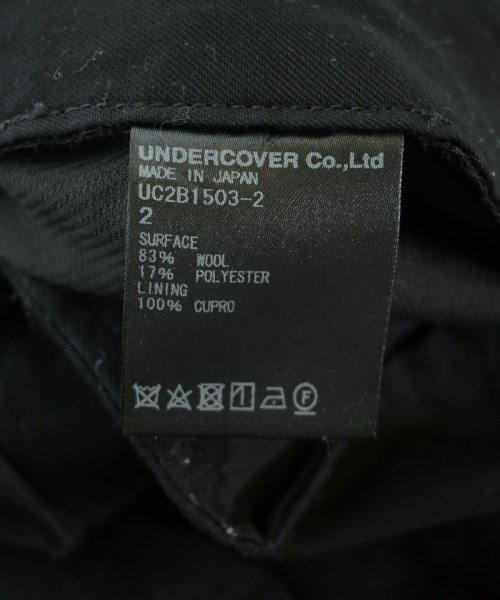 UNDERCOVER Co.,Ltd
MADE IN JAPAN
UC2B1503-2
2
SURFACE
83% WOOL
17% POLYESTER
LINING
100% CUPRO
F